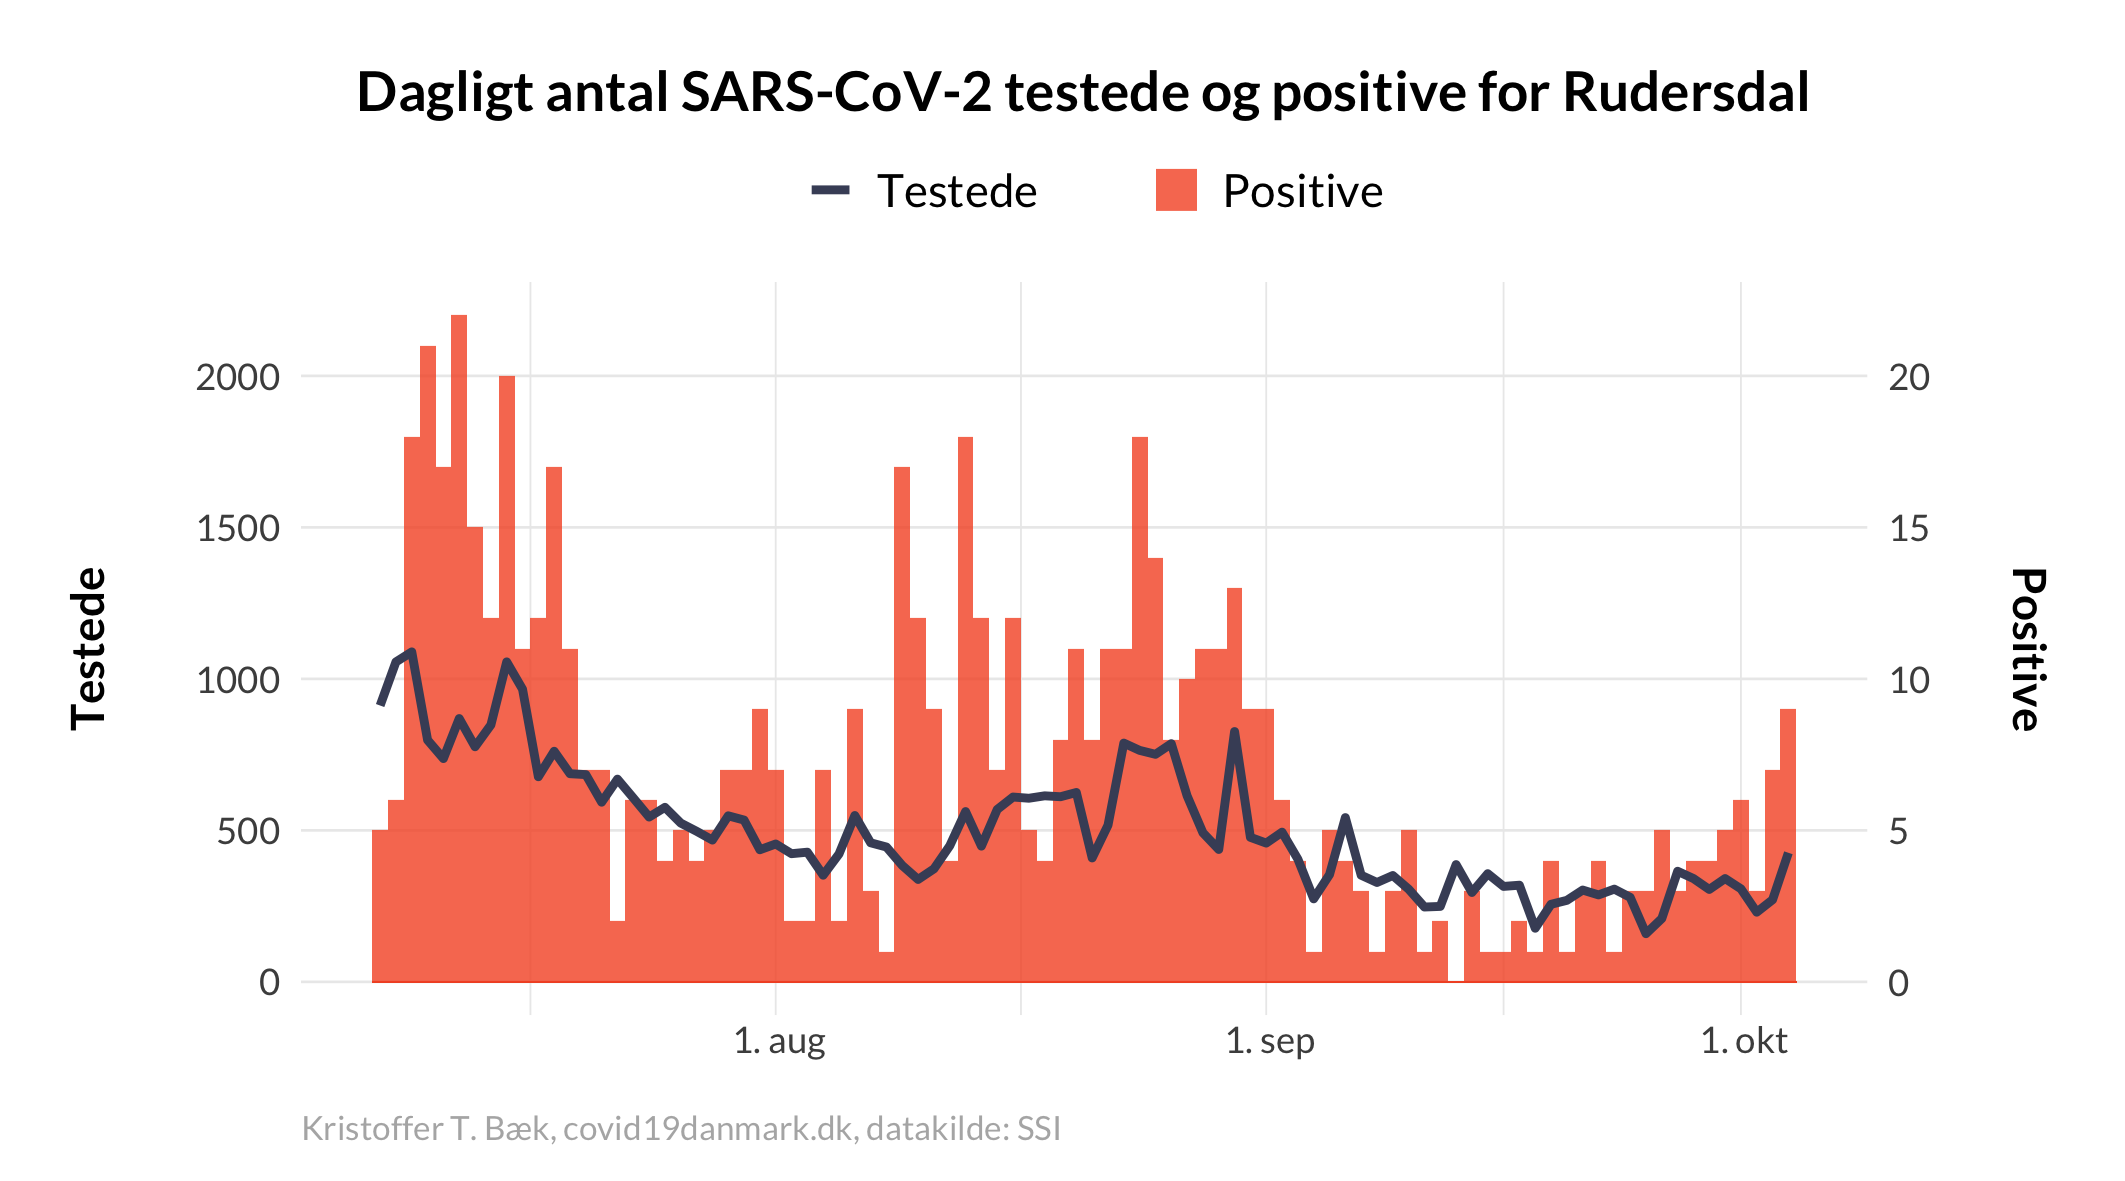 Dagligt antal SARS-CoV-2 testede og positive for Rudersdal
Testede
Positive
2000
1500
1000
500
0
Testede
20
15
10
5
0
Positive
1. aug
1. sep
1. okt
Kristoffer T. Bæk, covid19danmark.dk, datakilde: SSI